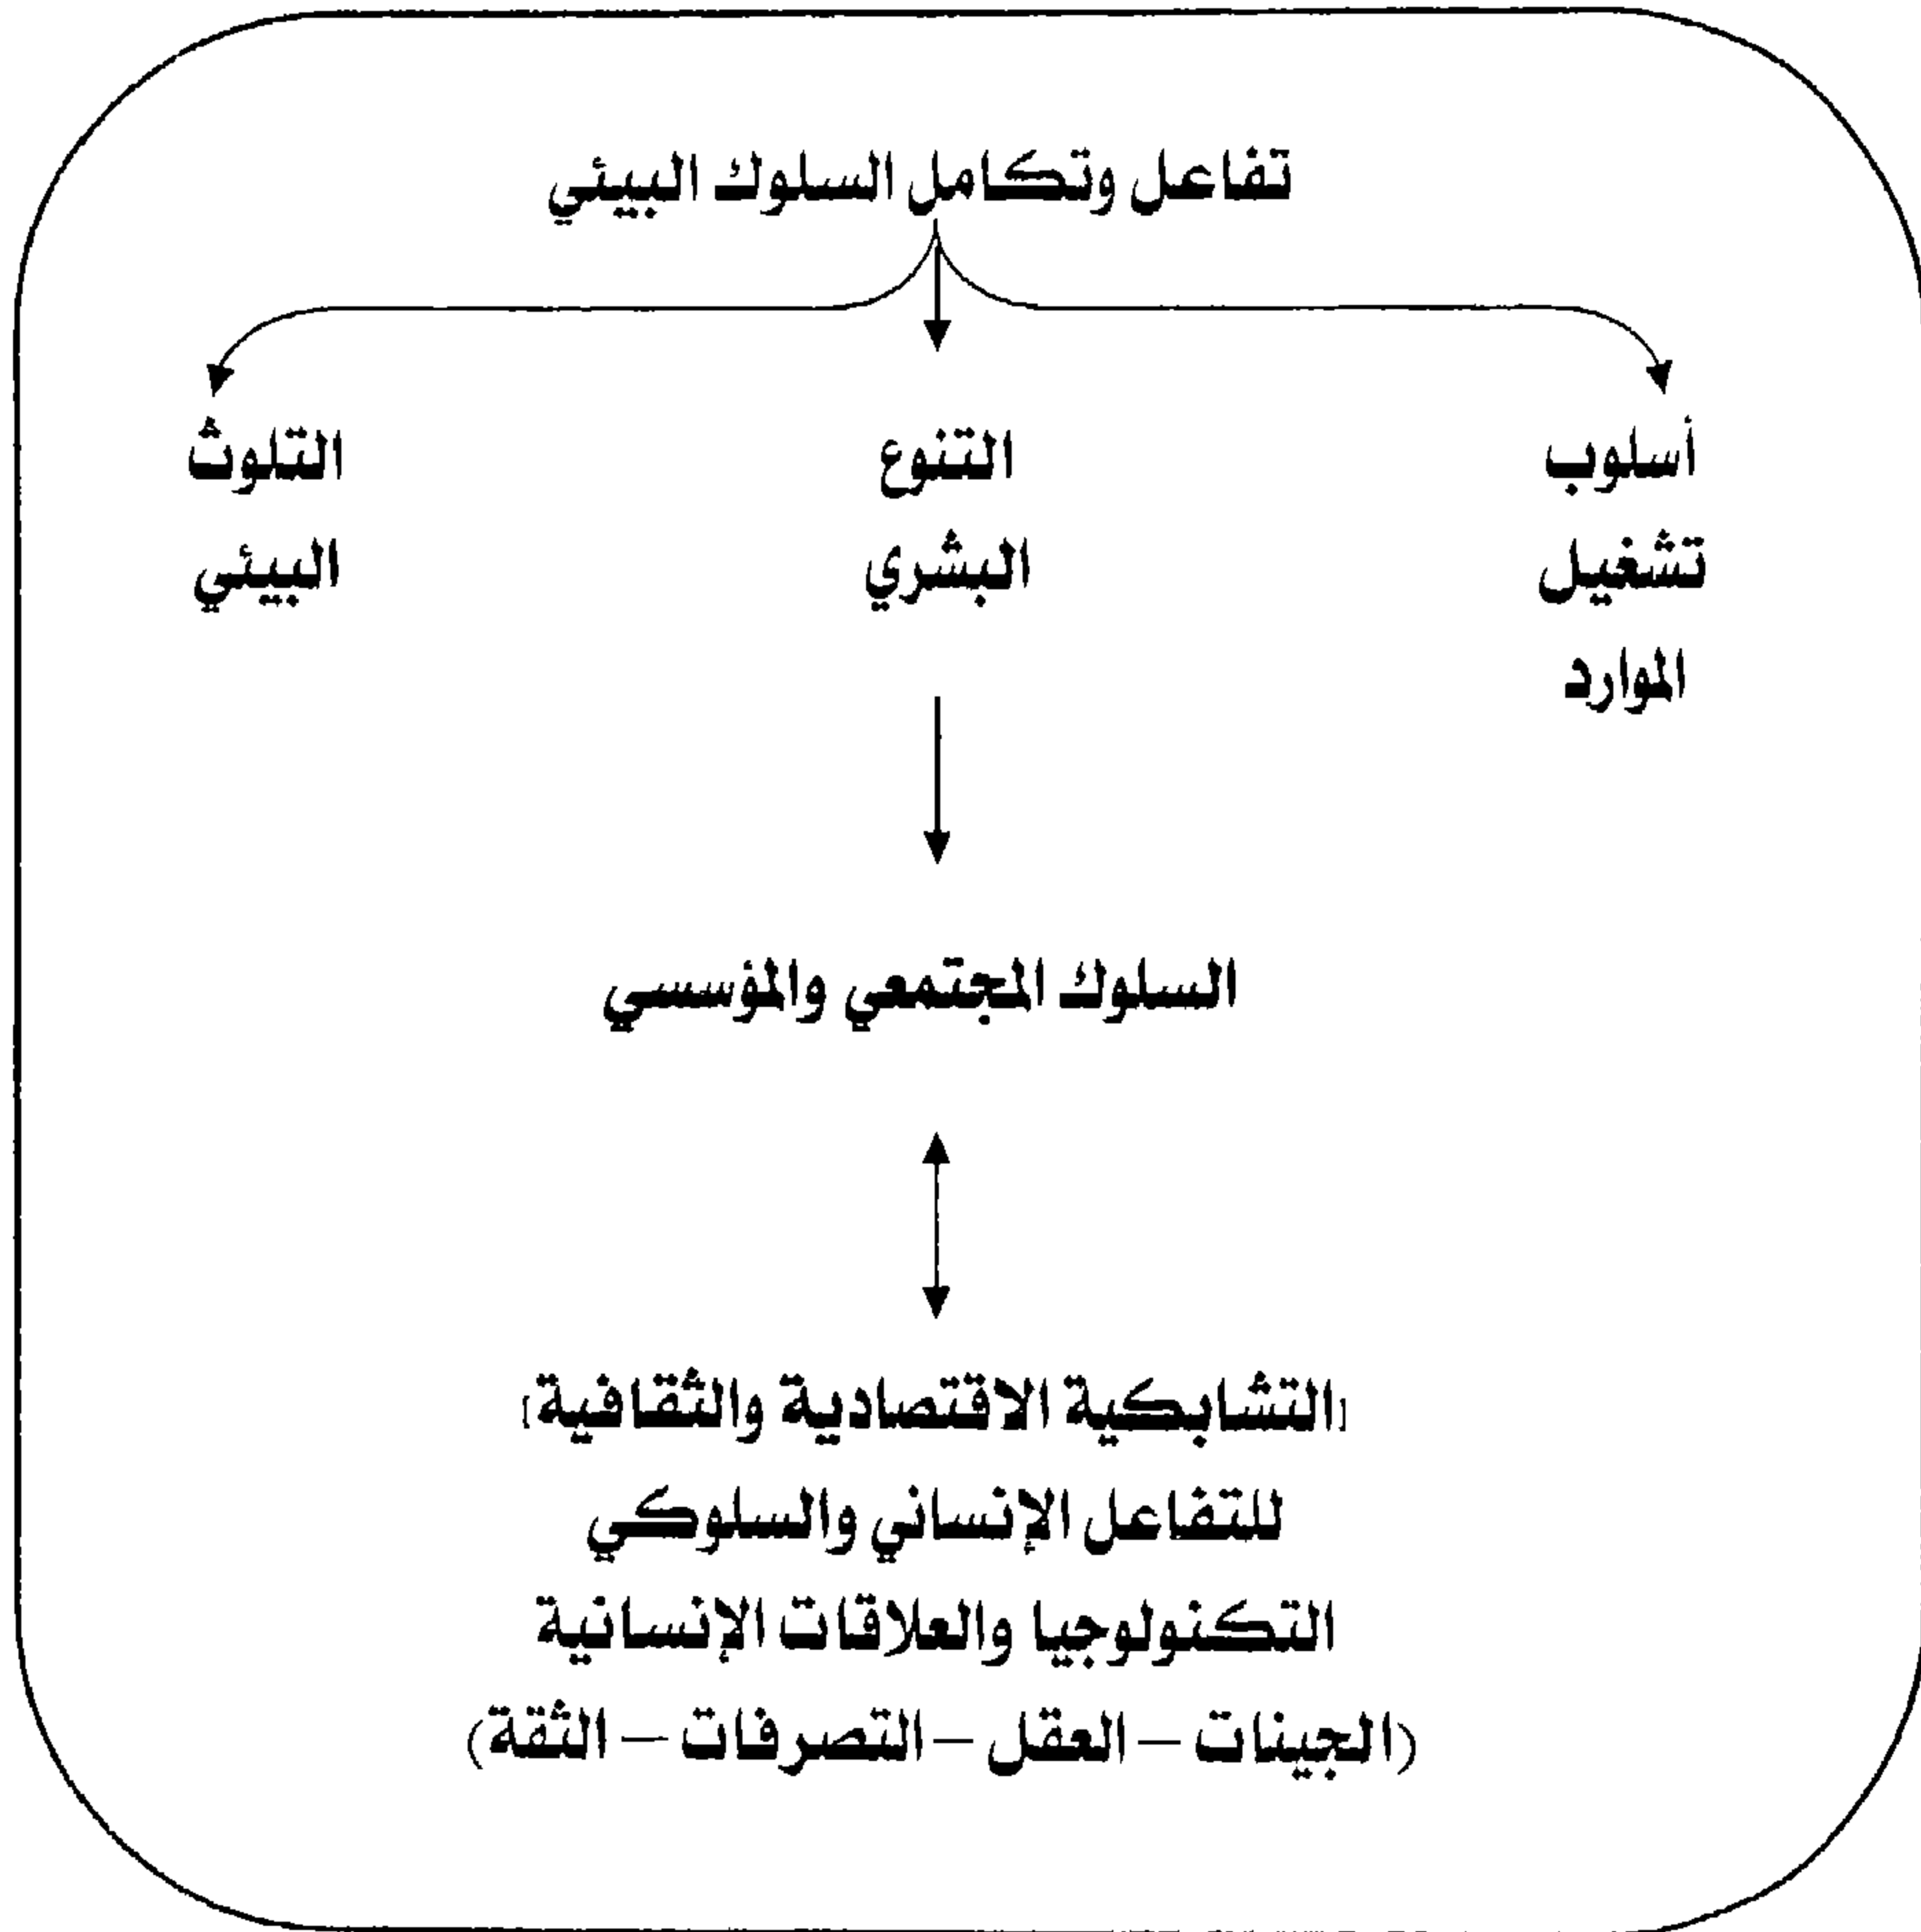 تفاعل وتكامل السلوك البيئي
أسلوب
تشغيل
الموارد
التنوع
البشري
التلوث
البيئي
السلوك المجتمعي والمؤسسي
[التشابكية الاقتصادية والثقافية]
للتفاعل الإنساني والسلوكي
التكنولوجيا والعلاقات الإنسانية
(الجينات – العقل – التصرفات – الثقة)